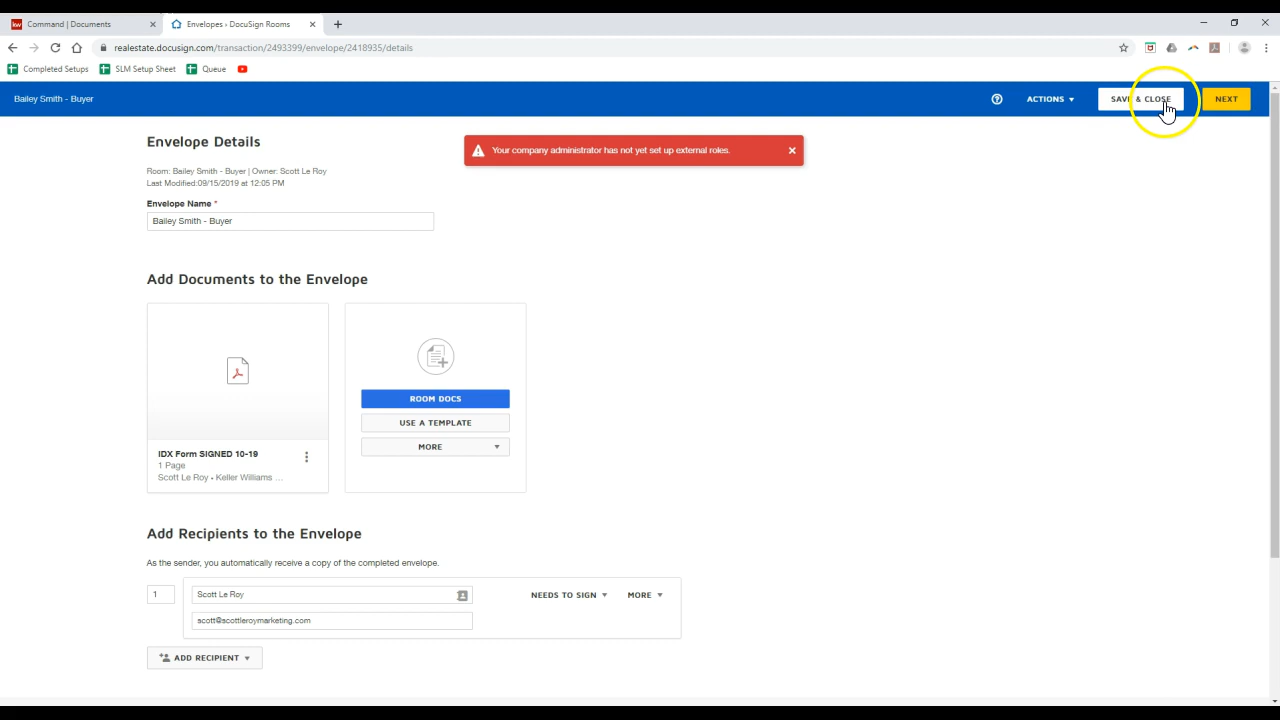 kw Command | Documents
Envelopes › DocuSign Rooms
realestate.docusign.com/transaction/2493399/envelope/2418935/details
Completed Setups
SLM Setup Sheet
Queue
Bailey Smith - Buyer
ACTIONS
SAVE & CLOSE
NEXT
Envelope Details
Your company administrator has not yet set up external roles.
Room: Bailey Smith - Buyer | Owner: Scott Le Roy
Last Modified:09/15/2019 at 12:05 PM
Envelope Name *
Bailey Smith - Buyer
Add Documents to the Envelope
ROOM DOCS
USE A TEMPLATE
MORE
IDX Form SIGNED 10-19
1 Page
Scott Le Roy • Keller Williams ...
Add Recipients to the Envelope
As the sender, you automatically receive a copy of the completed envelope.
1
Scott Le Roy
NEEDS TO SIGN
MORE
scott@scottleroymarketing.com
ADD RECIPIENT